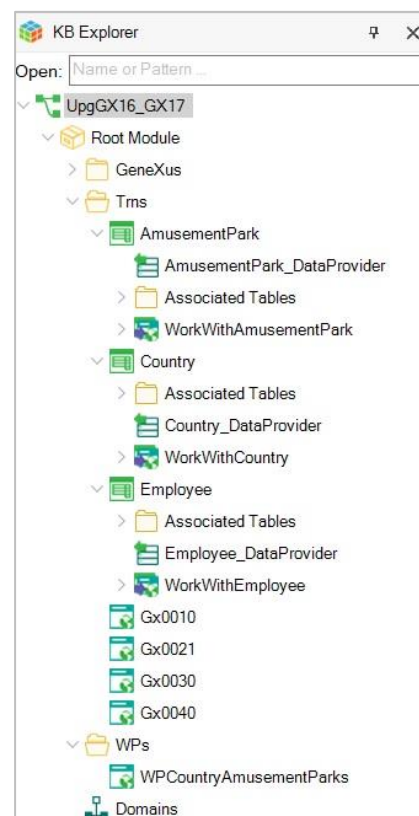 KB Explorer
Open: Name or Pattern ...
UpgGX16_GX17
Root Module
GeneXus
Trns
AmusementPark
AmusementPark_DataProvider
Associated Tables
WorkWithAmusementPark
Country
Associated Tables
Country_DataProvider
WorkWithCountry
Employee
Associated Tables
Employee_DataProvider
WorkWithEmployee
Gx0010
Gx0021
Gx0030
Gx0040
WPs
WPCountryAmusementParks
Domains